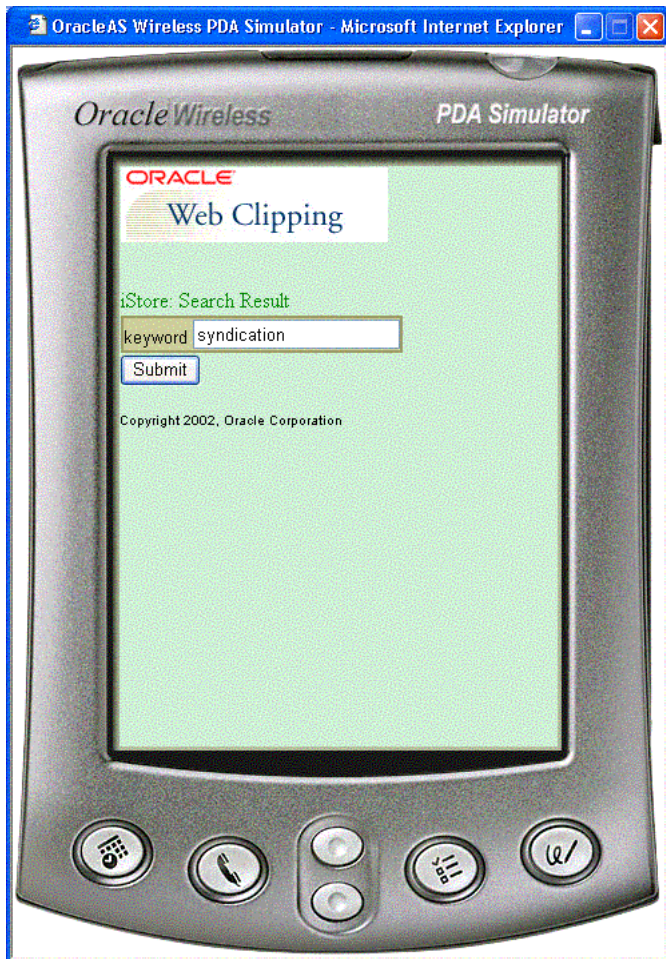 OracleAS Wireless PDA Simulator - Microsoft Internet Explorer
Oracle Wireless PDA Simulator
ORACLE
Web Clipping
iStore: Search Result
keyword syndication
Submit
Copyright 2002, Oracle Corporation